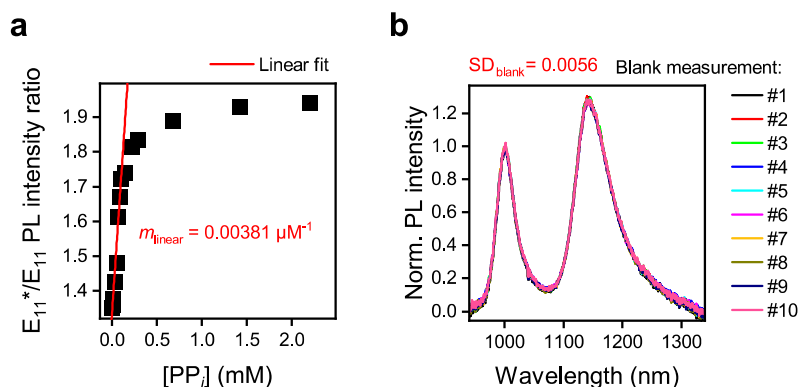 a
Linear fit
E₁₁*/E₁₁ PL intensity ratio
1.9
1.8
1.7
1.6
1.5
1.4
m_linear = 0.00381 µM⁻¹
0.0 0.5 1.0 1.5 2.0
[PPᵢ] (mM)
b
SD_blank = 0.0056 Blank measurement:
Norm. PL intensity
1.2
1.0
0.8
0.6
0.4
0.2
0.0
1000 1100 1200 1300
Wavelength (nm)
#1
#2
#3
#4
#5
#6
#7
#8
#9
#10